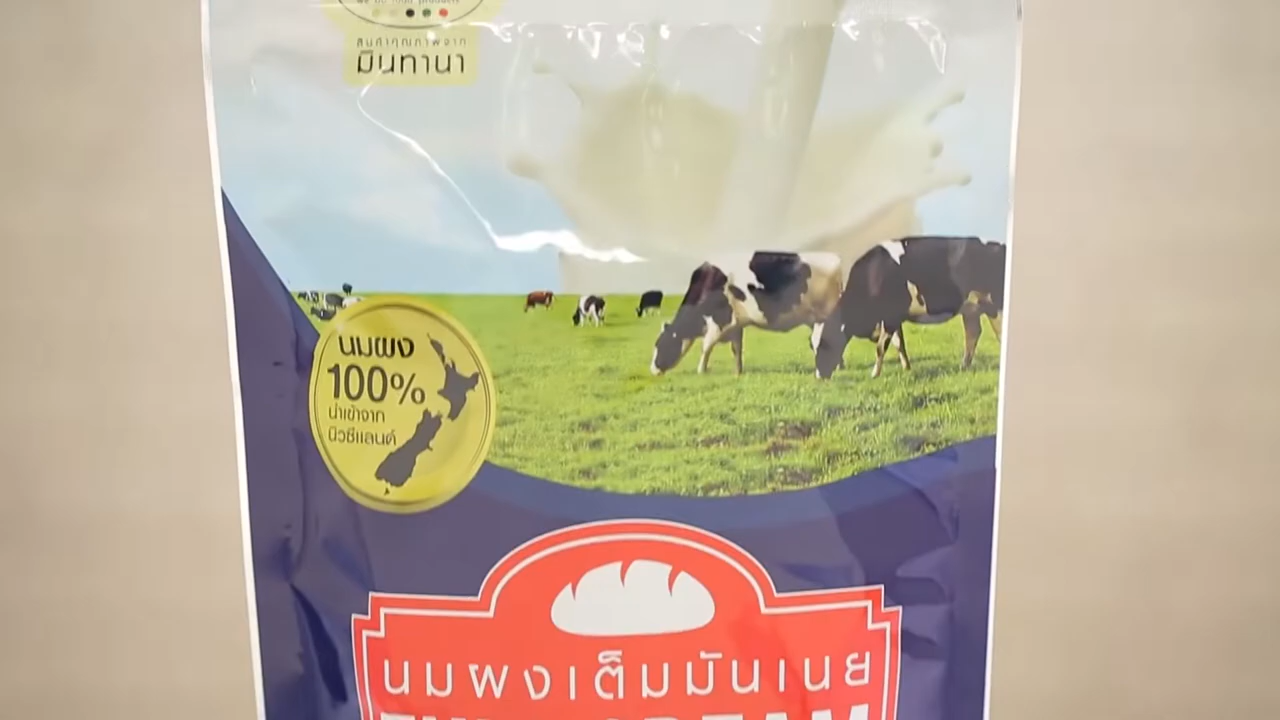 สินค้าคุณภาพจาก
มินทานา
นมผง
100%
นำเข้าจาก
นิวซีแลนด์
นมผงเต็มมันเนย